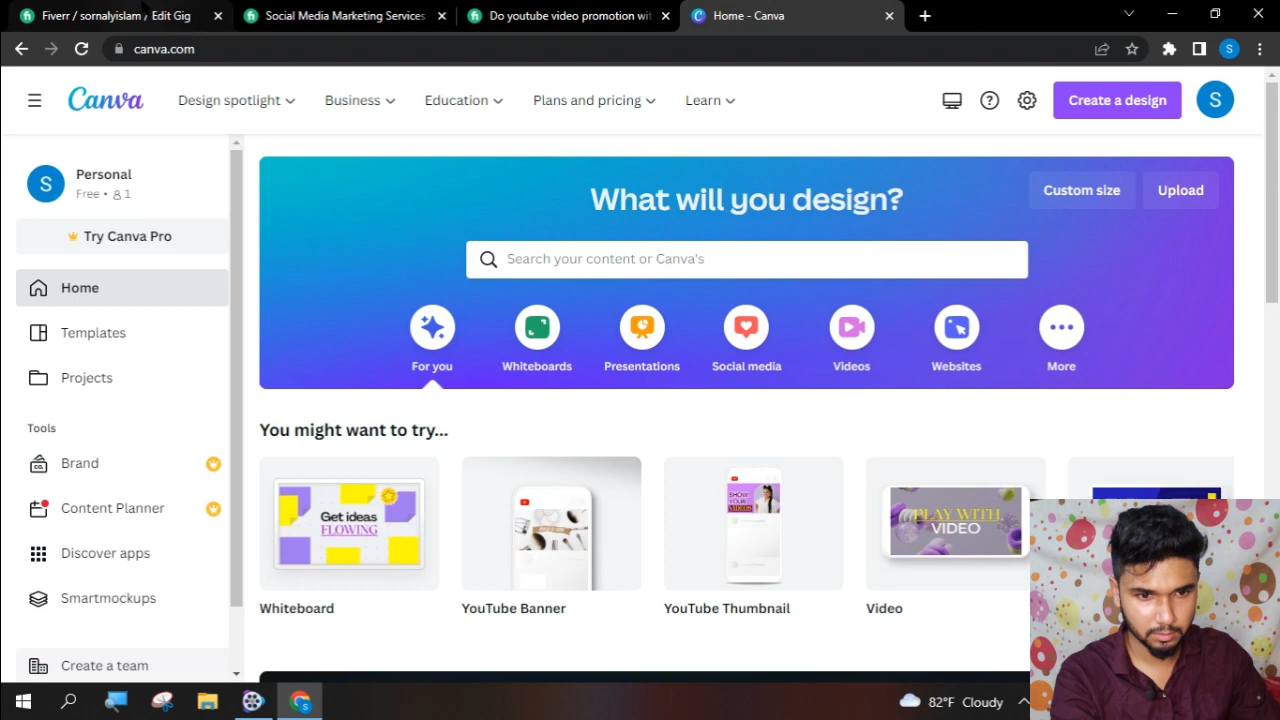 Fiverr / sornalyislam / Edit Gig
Social Media Marketing Services
Do youtube video promotion wit
Home - Canva
canva.com
S
Canva
Design spotlight
Business
Education
Plans and pricing
Learn
Create a design
S
S
Personal
Free • 1
Try Canva Pro
Home
Templates
Projects
Tools
Brand
Content Planner
Discover apps
Smartmockups
Create a team
What will you design?
Custom size
Upload
Search your content or Canva's
For you
Whiteboards
Presentations
Social media
Videos
Websites
More
You might want to try...
Get ideas
FLOWING
SHOW
YOUR
VIDEOS
PLAY WITH
VIDEO
Whiteboard
YouTube Banner
YouTube Thumbnail
Video
82°F Cloudy